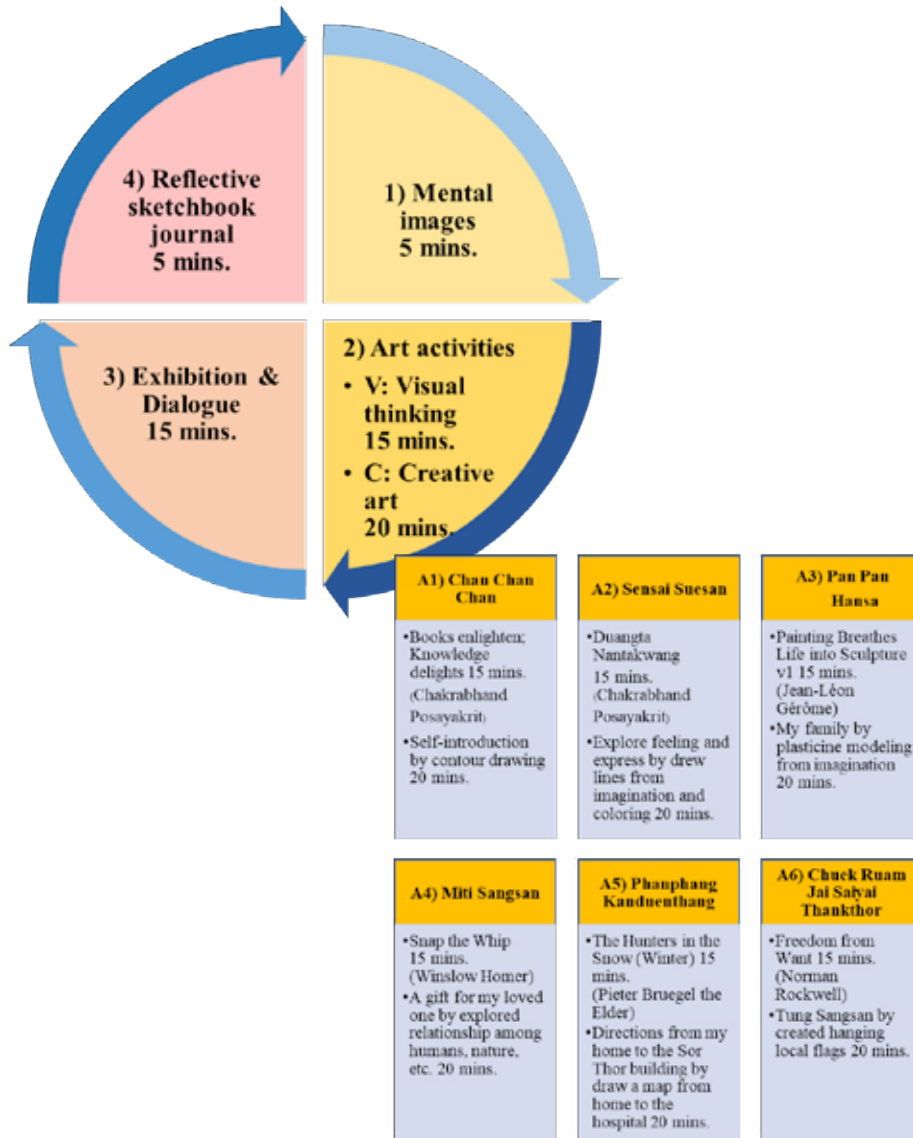 4) Reflective
sketchbook
journal
5 mins.
1) Mental
images
5 mins.
3) Exhibition &
Dialogue
15 mins.
2) Art activities
• V: Visual
thinking
15 mins.
• C: Creative
art
20 mins.
A1) Chan Chan
Chan
•Books enlighten;
Knowledge
delights 15 mins.
(Chakrabhand
Posayakrit)
•Self-introduction
by contour drawing
20 mins.
A2) Sensai Suesan
•Duangta
Nantakwang
15 mins.
(Chakrabhand
Posayakrit)
•Explore feeling and
express by drew
lines from
imagination and
coloring 20 mins.
A3) Pan Pan
Hansa
•Painting Breathes
Life into Sculpture
v1 15 mins.
(Jean-Léon
Gérôme)
•My family by
plasticine modeling
from imagination
20 mins.
A4) Miti Sangsan
•Snap the Whip
15 mins.
(Winslow Homer)
•A gift for my loved
one by explored
relationship among
humans, nature,
etc. 20 mins.
A5) Phanphang
Kanduenthang
•The Hunters in the
Snow (Winter) 15
mins.
(Pieter Bruegel the
Elder)
•Directions from my
home to the Sor
Thor building by
draw a map from
home to the
hospital 20 mins.
A6) Chuek Ruam
Jai Saiyai
Thankthor
•Freedom from
Want 15 mins.
(Norman
Rockwell)
•Tung Sangsan by
created hanging
local flags 20 mins.